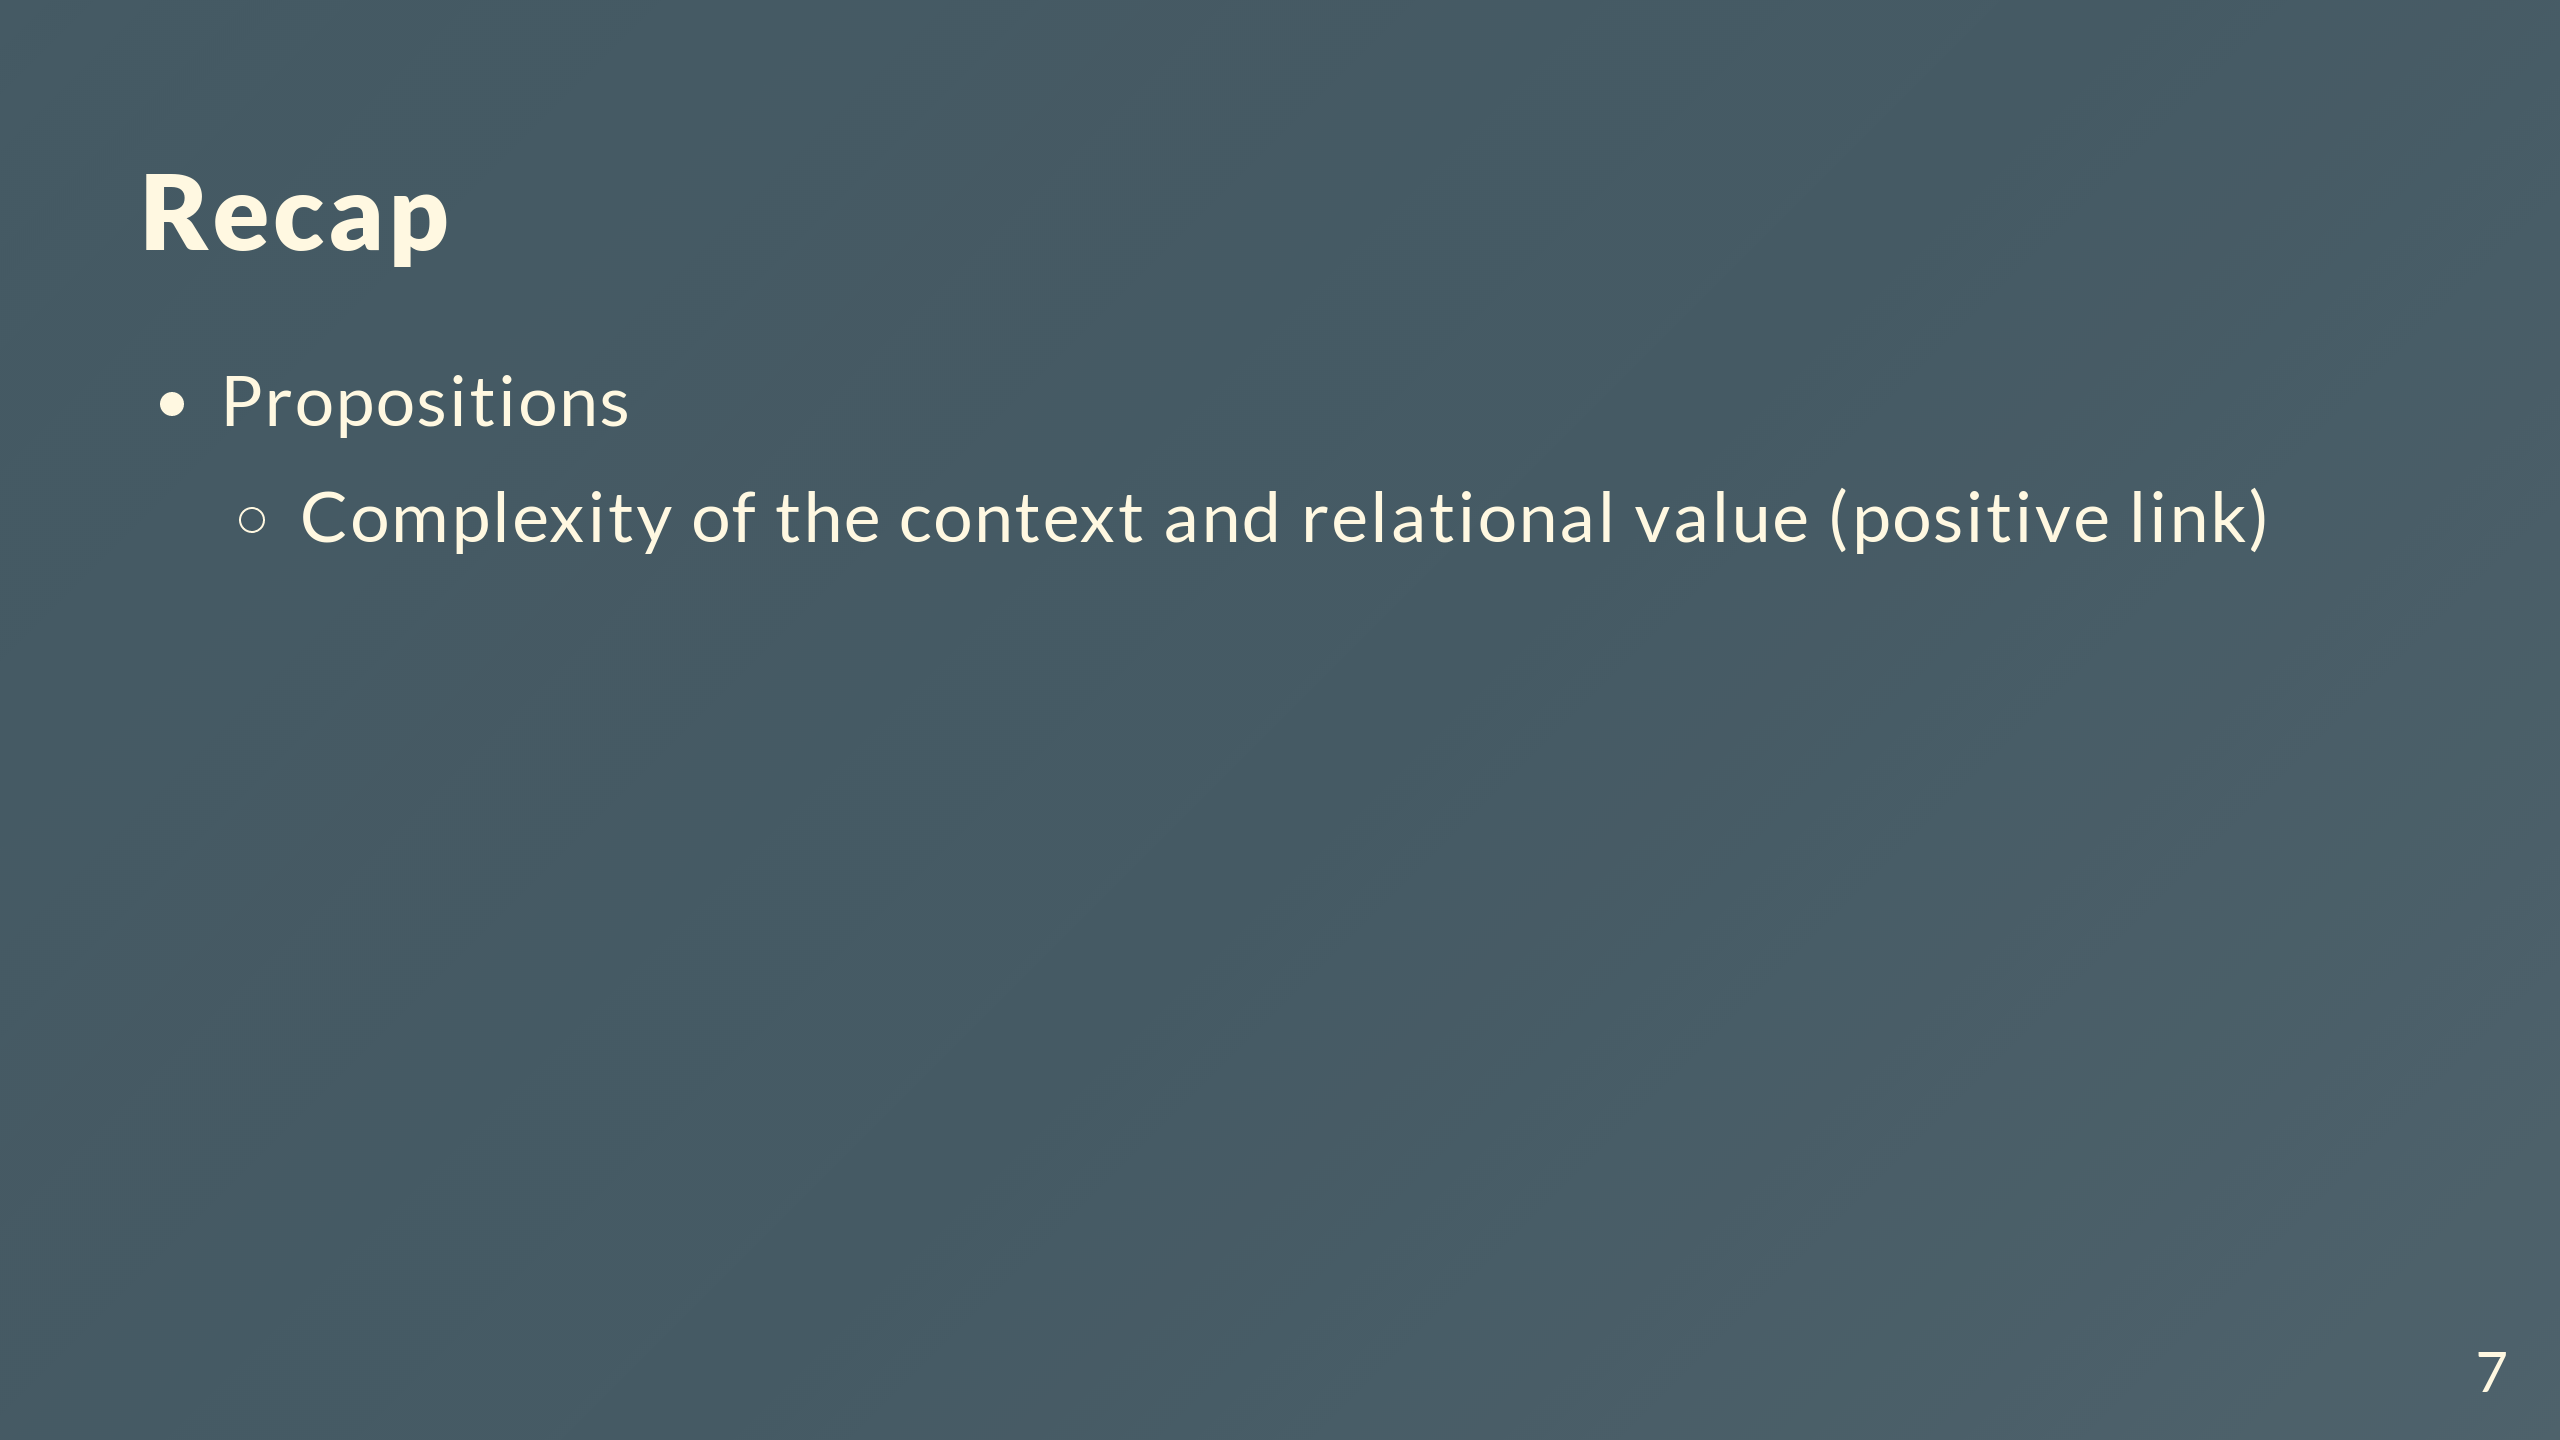 Recap
• Propositions
○ Complexity of the context and relational value (positive link)
7